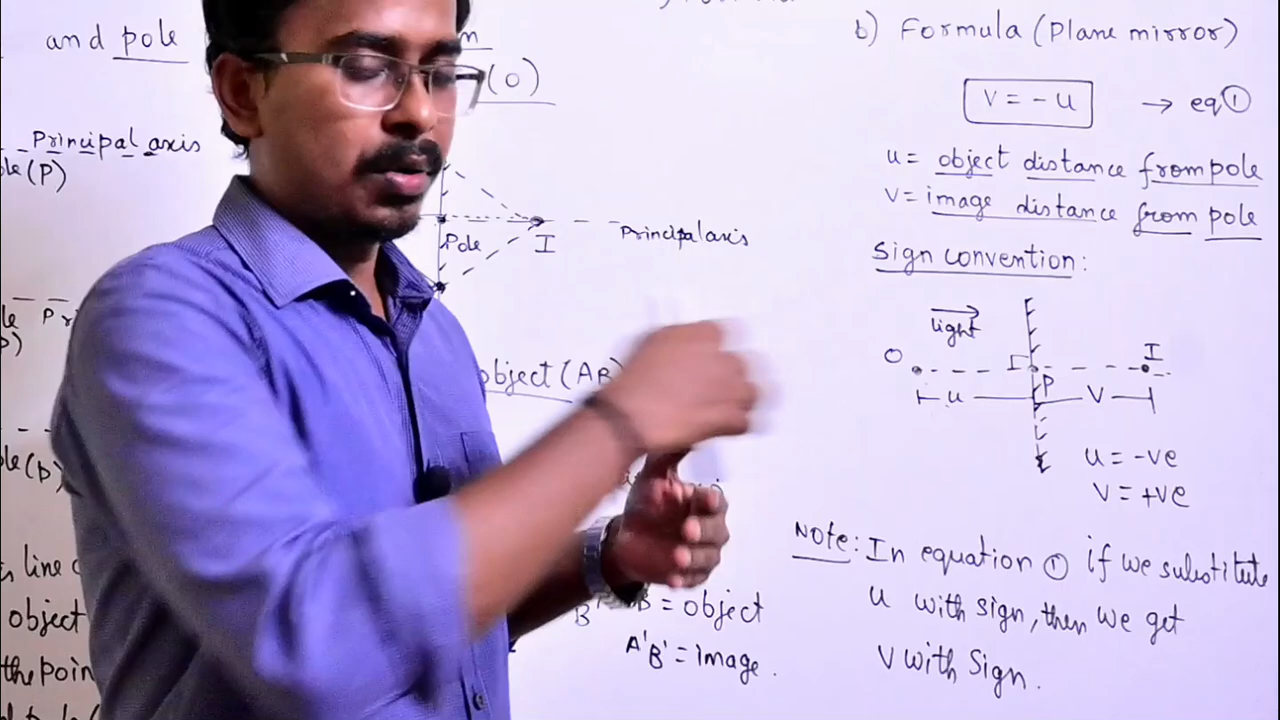 and pole
(O)
Principal axis
(P)
Pole
I
Principal axis
object (AB)
= object
A'B' = image.
line
object
the poin
b) Formula (Plane mirror)
V = - u → eq ①
u = object distance from pole
V = image distance from pole
Sign convention:
light
O
I
P
u
V
u = -ve
V = +ve
Note: In equation ① if we substitute
u with sign, then we get
V with sign.